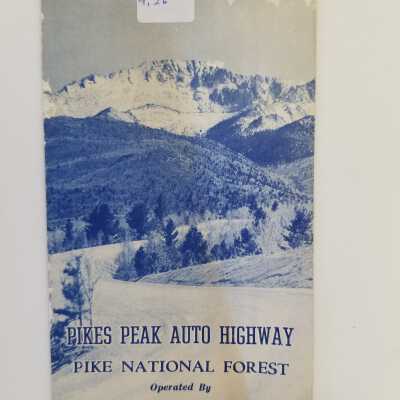 PIKES PEAK AUTO HIGHWAY
PIKE NATIONAL FOREST
Operated By